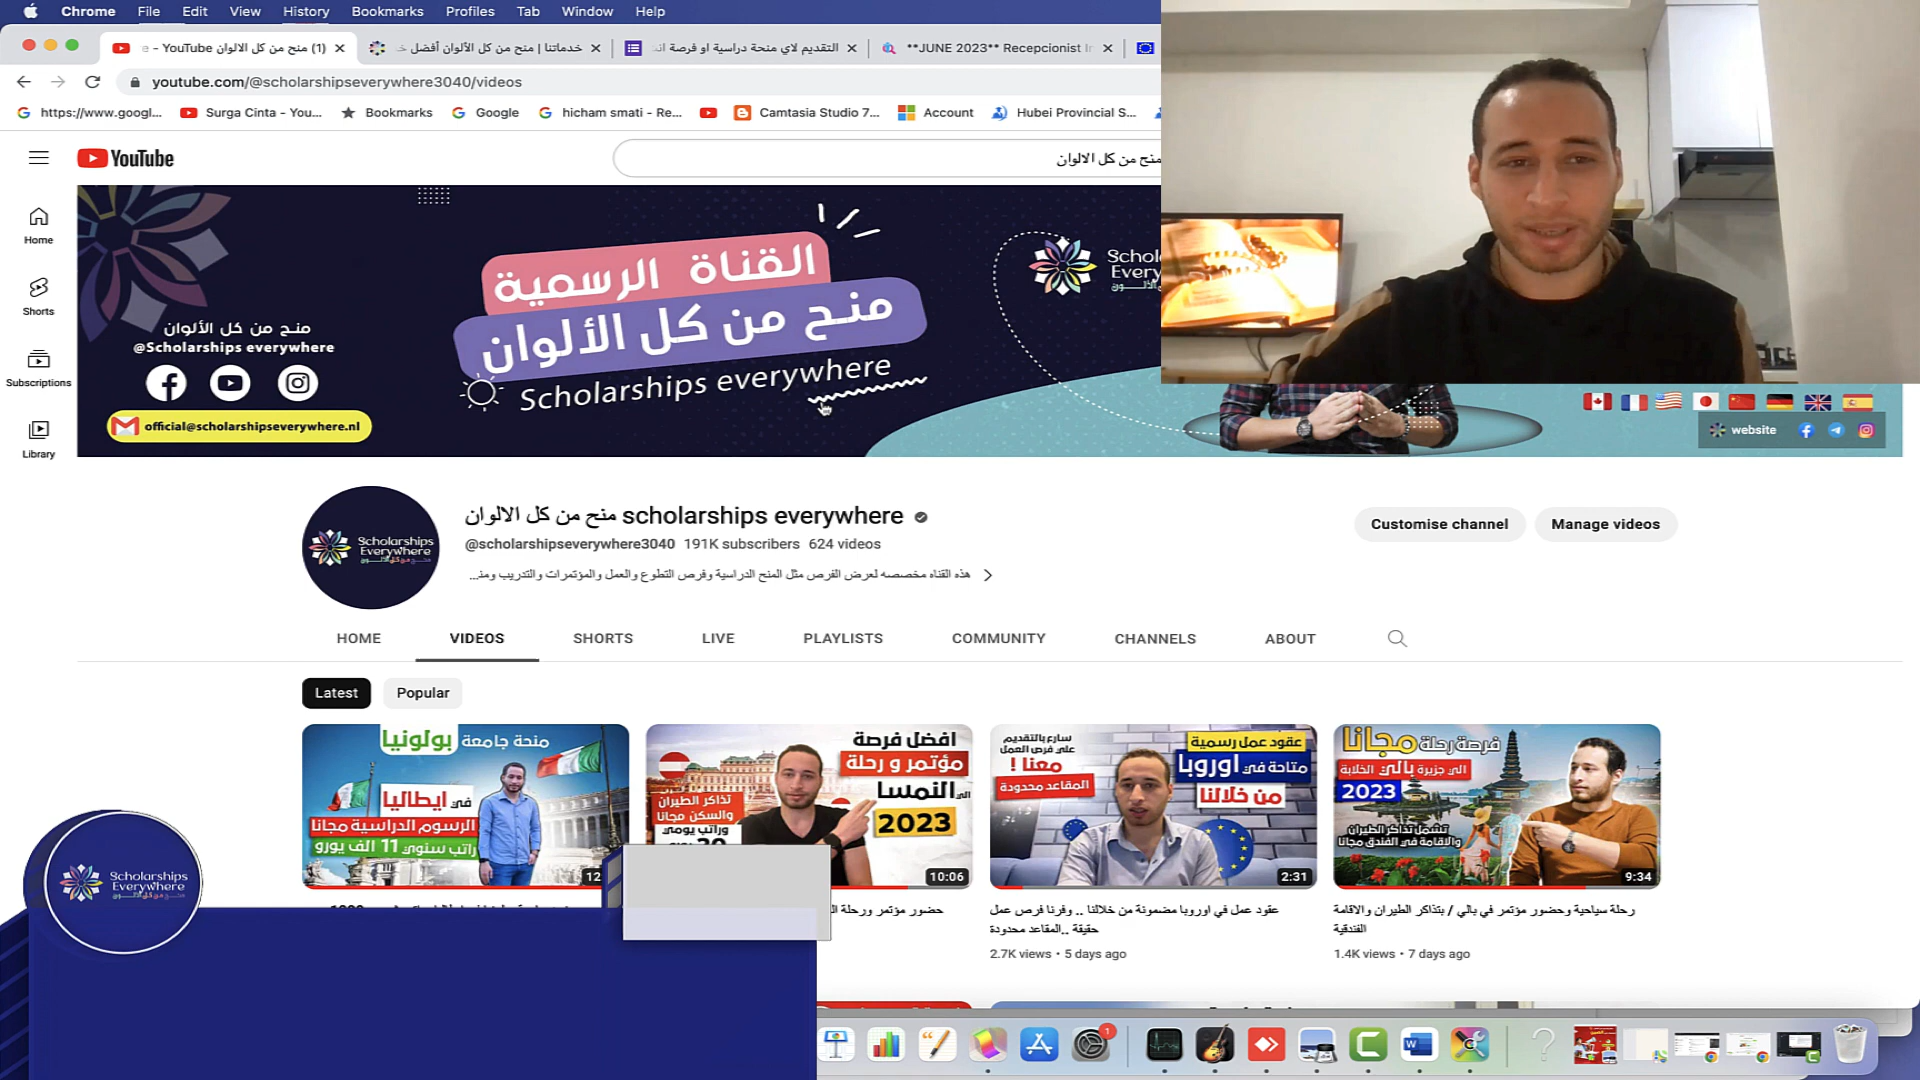 Chrome File Edit View History Bookmarks Profiles Tab Window Help
(1) منح من كل الالوان - YouTube
خدماتنا | منح من كل الألوان أفضل خد
التقديم لاي منحة دراسية او فرصة
**JUNE 2023** Recepcionist
youtube.com/@scholarshipseverywhere3040/videos
https://www.googl... Surga Cinta - You... Bookmarks Google hicham smati - Re... Camtasia Studio 7... Account Hubei Provincial S...
YouTube
منح من كل الالوان
Home
Shorts
Subscriptions
Library
القناة الرسمية
منح من كل الألوان
Scholarships everywhere
منح من كل الألوان
@Scholarships everywhere
official@scholarshipseverywhere.nl
website
Scholarships
Everywhere
منح من كل الألوان scholarships everywhere
@scholarshipseverywhere3040 191K subscribers 624 videos
هذه القناه مخصصه لعرض الفرص مثل المنح الدراسية وفرص التطوع والعمل والمؤتمرات والتدريب ومن...
Customise channel Manage videos
HOME VIDEOS SHORTS LIVE PLAYLISTS COMMUNITY CHANNELS ABOUT
Latest Popular
منحة جامعة بولونيا
في ايطاليا
الرسوم الدراسية مجانا
راتب سنوي 11 الف يورو
افضل فرصة
مؤتمر و رحلة
الى النمسا
2023
تذاكر الطيران
والسكن مجانا
وراتب يومي
10:06
سارع بالتقديم
على فرص العمل
معنا !
المقاعد محدودة
عقود عمل رسمية
متاحة في اوروبا
من خلالنا
2:31
فرصة رحلة مجانا
الي جزيرة بالي الخلابة
2023
تشمل تذاكر الطيران
والاقامة في الفندق مجانا
9:34
حضور مؤتمر ورحلة
عقود عمل في اوروبا مضمونة من خلالنا .. وفرنا فرص عمل
حقيقة ..المقاعد محدودة
2.7K views • 5 days ago
رحلة سياحية وحضور مؤتمر في بالي / بتذاكر الطيران والاقامة
الفندقية
1.4K views • 7 days ago
Scholarships
Everywhere